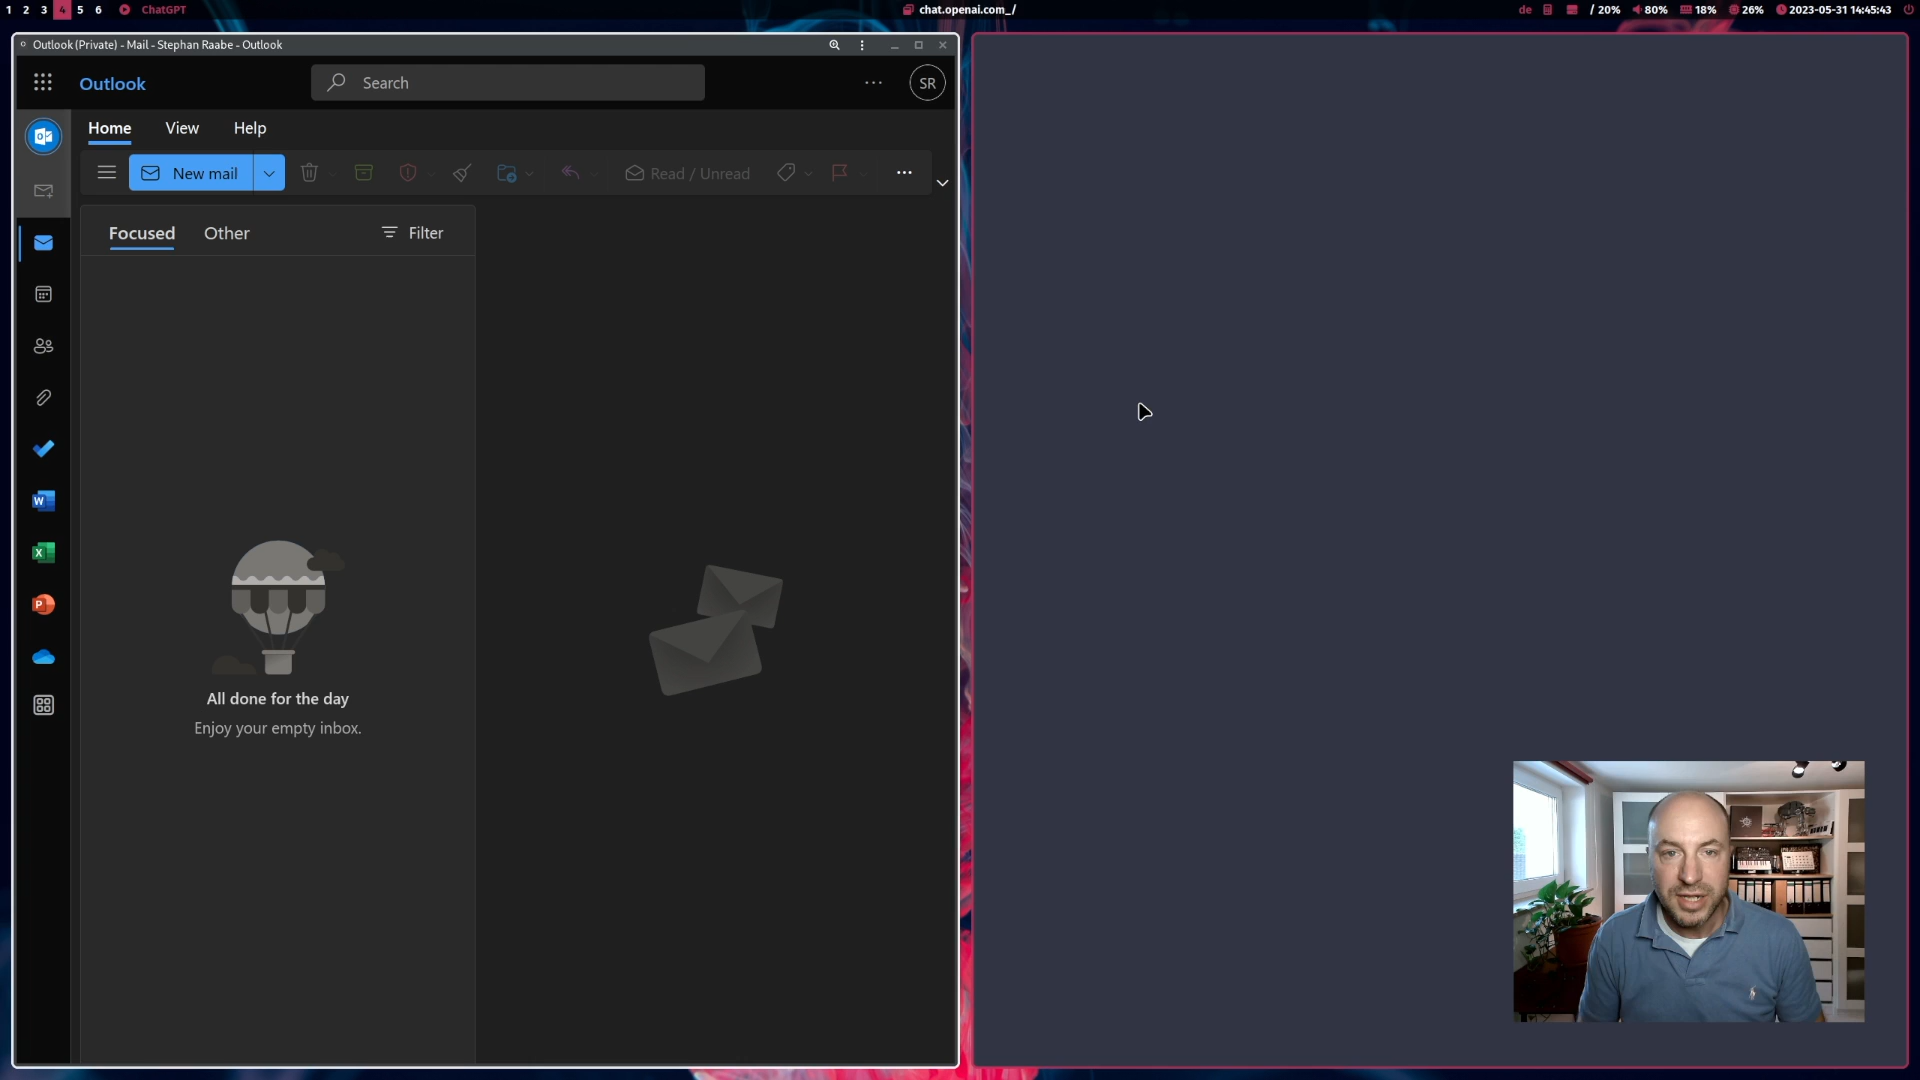 1 2 3 4 5 6 ChatGPT
chat.openai.com_/
de / 20% 80% 18% 26% 2023-05-31 14:45:43
Outlook (Private) - Mail - Stephan Raabe - Outlook
Outlook
Search
SR
Home View Help
New mail
Read / Unread
Focused Other Filter
All done for the day
Enjoy your empty inbox.